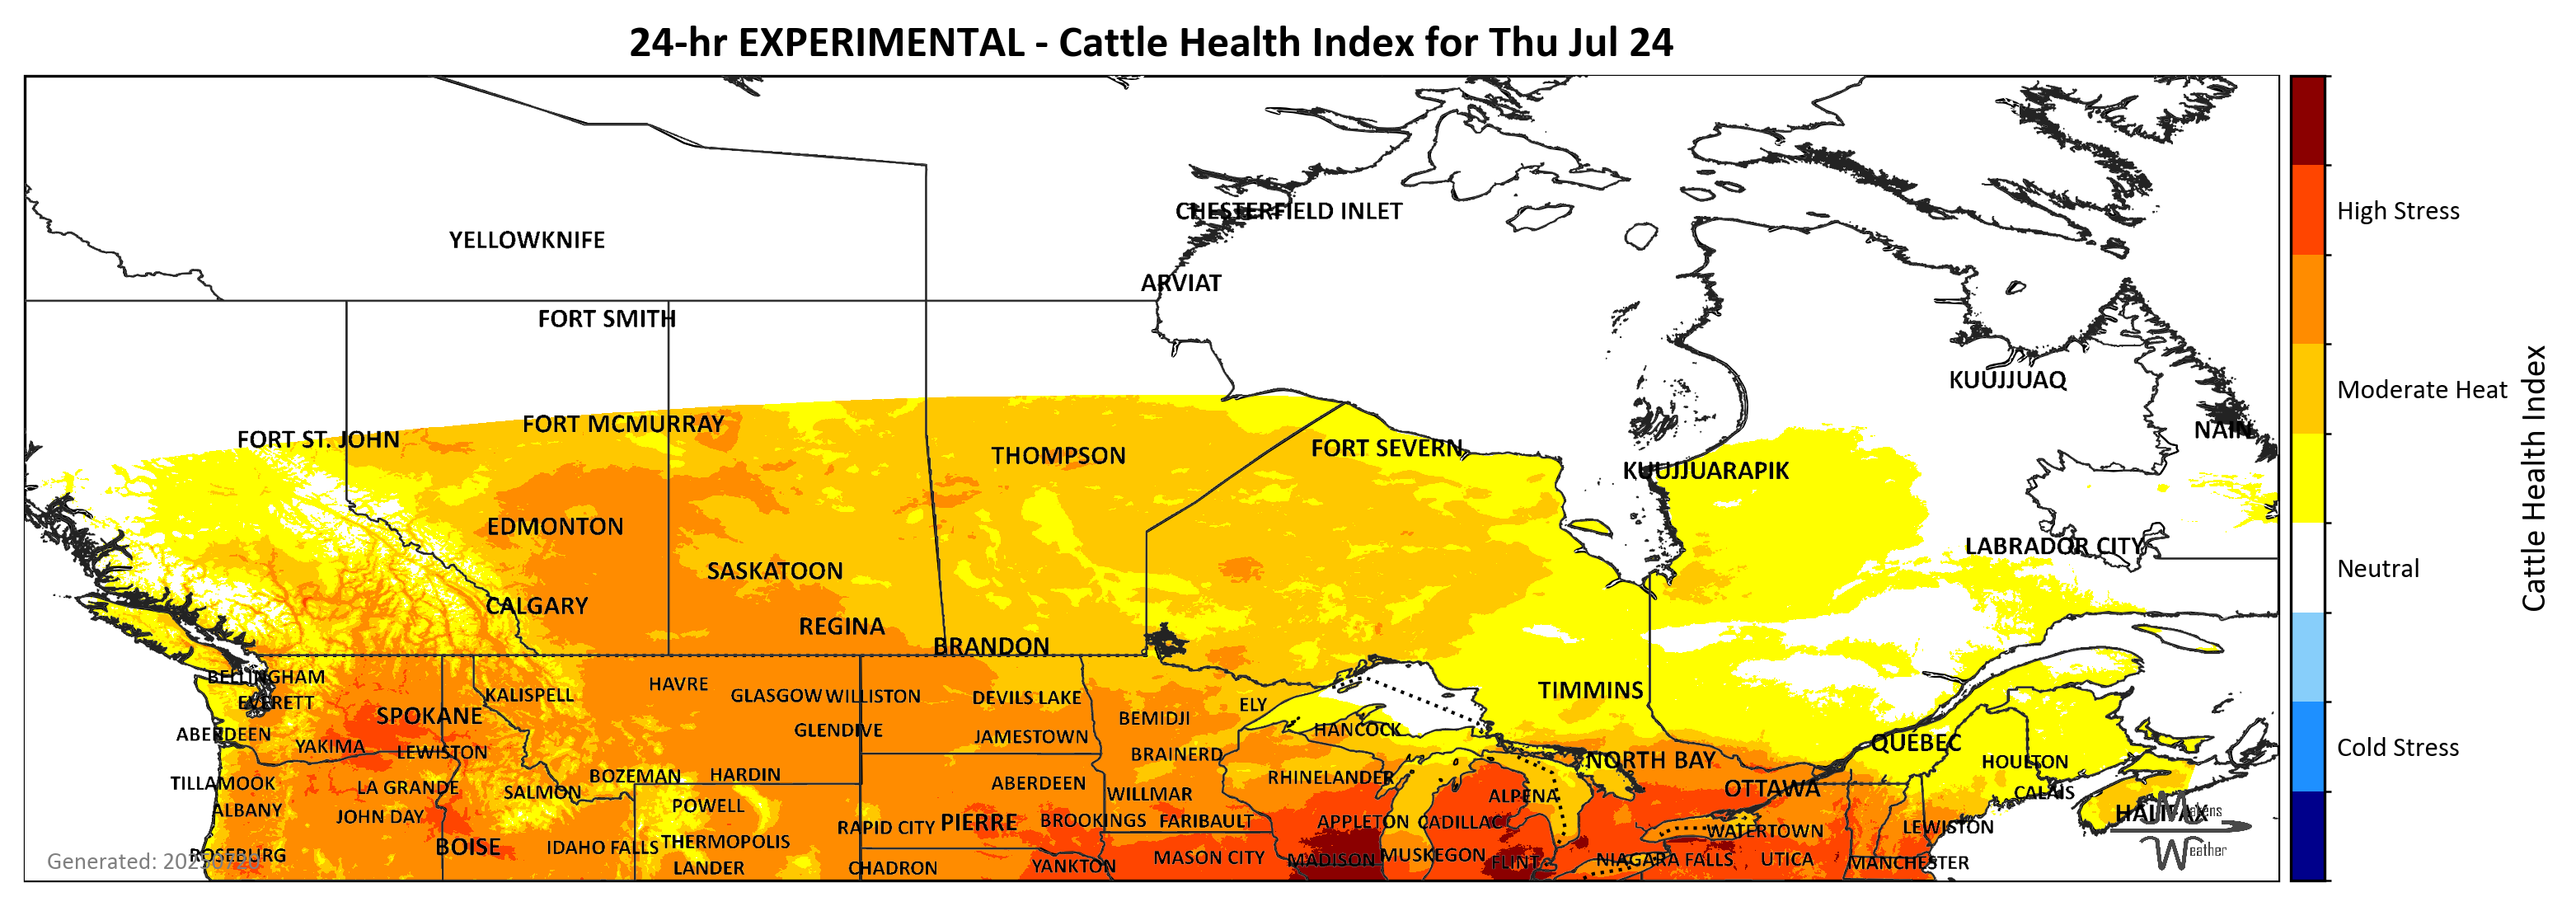 24-hr EXPERIMENTAL - Cattle Health Index for Thu Jul 24
CHESTERFIELD INLET
YELLOWKNIFE
High Stress
ARVIAT
FORT SMITH
KUUJJUAQ
Moderate Heat
FORT MCMURRAY
NAIN
FORT ST. JOHN
FORT SEVERN
THOMPSON
KUUJJUARAPIK
Cattle Health Index
EDMONTON
LABRADOR CITY
SASKATOON
Neutral
CALGARY
REGINA
BRANDON
BELLINGHAM
HAVRE
TIMMINS
KALISPELL
GLASGOW
WILLISTON
DEVILS LAKE
EVERETT
ELY
SPOKANE
BEMIDJI
GLENDIVE
HANCOCK
ABERDEEN
JAMESTOWN
QUEBEC
YAKIMA
LEWISTON
BRAINERD
Cold Stress
NORTH BAY
HOULTON
BOZEMAN
HARDIN
RHINELANDER
TILLAMOOK
LA GRANDE
ABERDEEN
OTTAWA
SALMON
WILLMAR
ALPENA
CALAIS
POWELL
ALBANY
JOHN DAY
HALIFAX
Makens
RAPID CITY
PIERRE
BROOKINGS
FARIBAULT
APPLETON
CADILLAC
WATERTOWN
LEWISTON
BOISE
IDAHO FALLS
THERMOPOLIS
Weather
ROSEBURG
MASON CITY
MADISON
MUSKEGON
FLINT
NIAGARA FALLS
UTICA
MANCHESTER
Generated:
LANDER
CHADRON
YANKTON